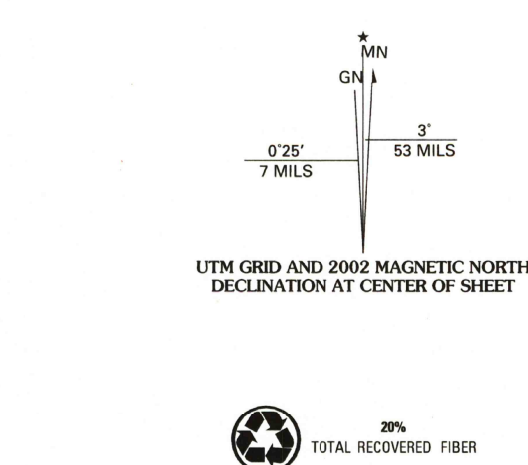 ★
MN
GN
3°
53 MILS
0°25′
7 MILS
UTM GRID AND 2002 MAGNETIC NORTH
DECLINATION AT CENTER OF SHEET
20%
TOTAL RECOVERED FIBER